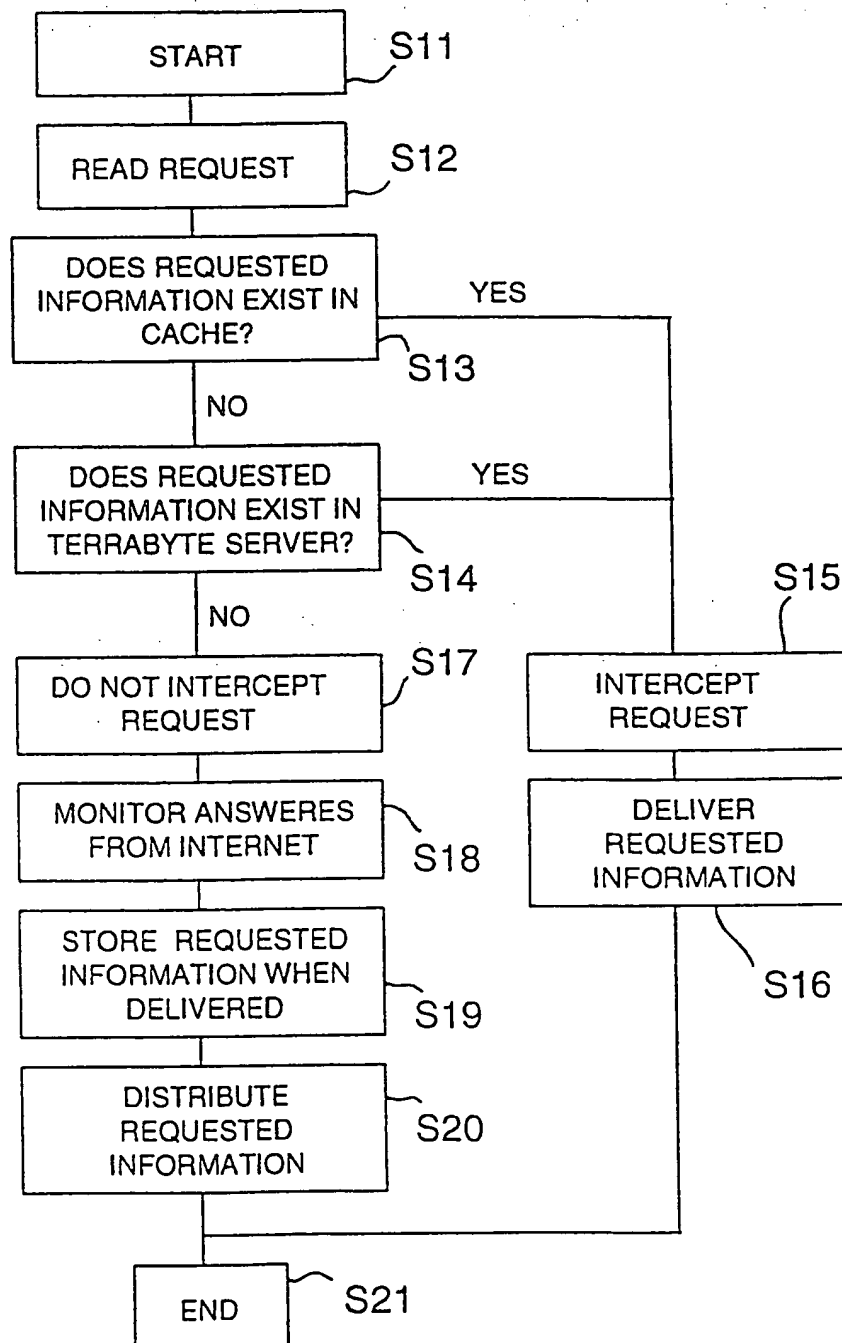 START
S11
READ REQUEST
S12
DOES REQUESTED
INFORMATION EXIST IN
CACHE?
YES
S13
NO
DOES REQUESTED
INFORMATION EXIST IN
TERRABYTE SERVER?
YES
S14
NO
S15
DO NOT INTERCEPT
REQUEST
S17
INTERCEPT
REQUEST
MONITOR ANSWERES
FROM INTERNET
S18
DELIVER
REQUESTED
INFORMATION
S16
STORE REQUESTED
INFORMATION WHEN
DELIVERED
S19
DISTRIBUTE
REQUESTED
INFORMATION
S20
END
S21